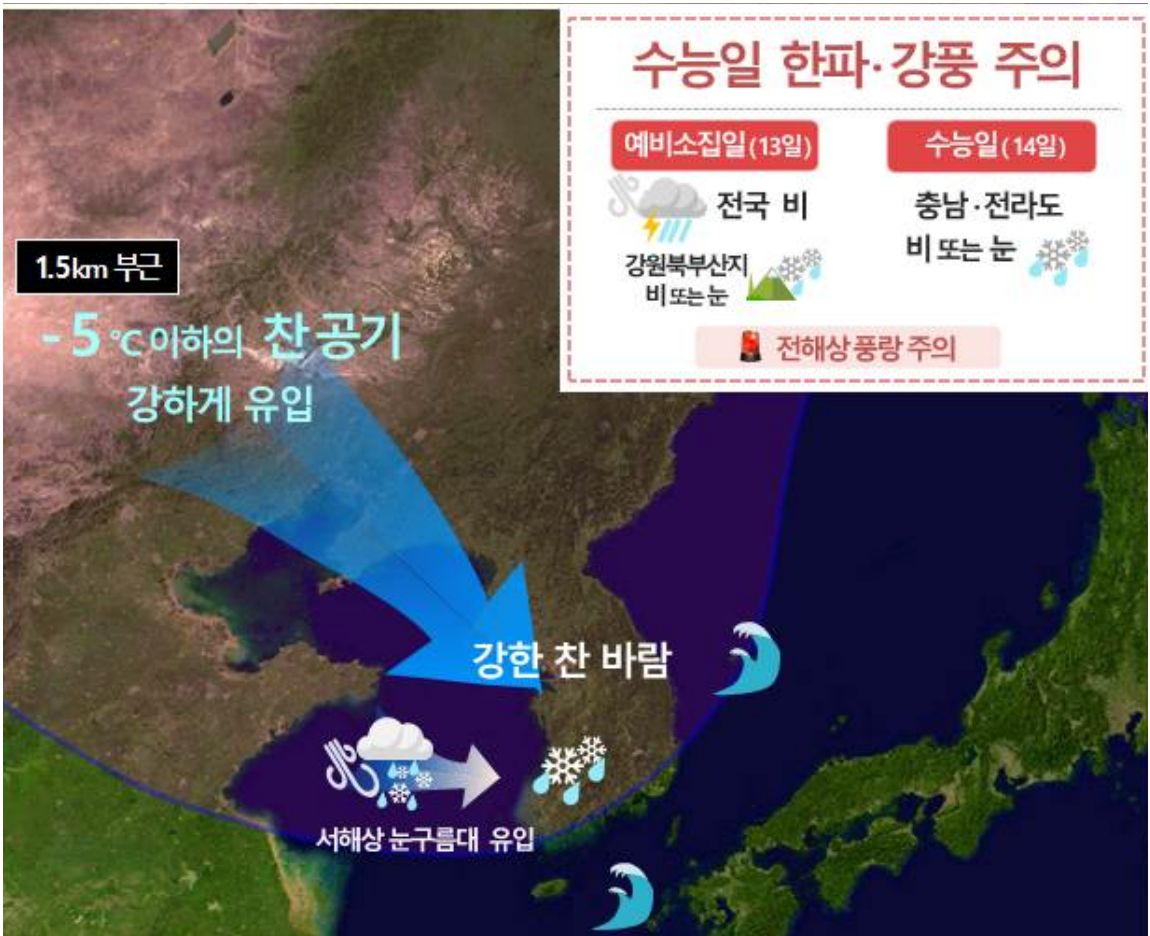 수능일 한파·강풍 주의
예비소집일(13일)
전국 비
강원북부산지
비 또는 눈
수능일(14일)
충남·전라도
비 또는 눈
전해상 풍랑 주의
1.5km 부근
-5℃ 이하의 찬 공기
강하게 유입
강한 찬 바람
서해상 눈구름대 유입